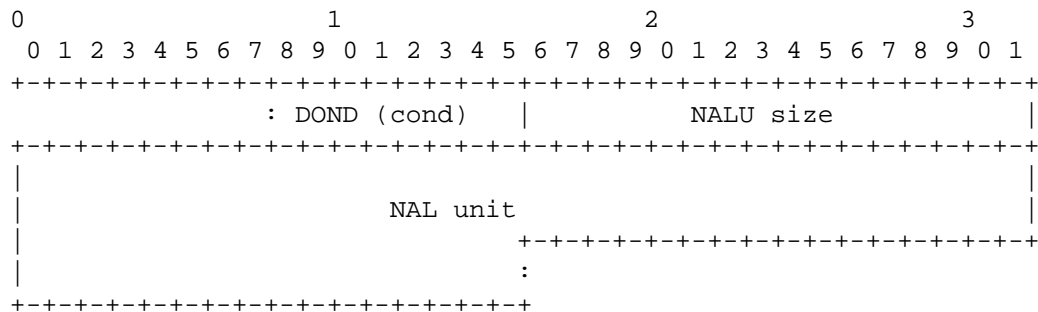 0                   1                   2                   3
 0 1 2 3 4 5 6 7 8 9 0 1 2 3 4 5 6 7 8 9 0 1 2 3 4 5 6 7 8 9 0 1
+-+-+-+-+-+-+-+-+-+-+-+-+-+-+-+-+-+-+-+-+-+-+-+-+-+-+-+-+-+-+-+-+
                : DOND (cond)   |          NALU size            |
+-+-+-+-+-+-+-+-+-+-+-+-+-+-+-+-+-+-+-+-+-+-+-+-+-+-+-+-+-+-+-+-+
|                                                               |
|                       NAL unit                                |
|                               +-+-+-+-+-+-+-+-+-+-+-+-+-+-+-+-+
|                               :
+-+-+-+-+-+-+-+-+-+-+-+-+-+-+-+-+